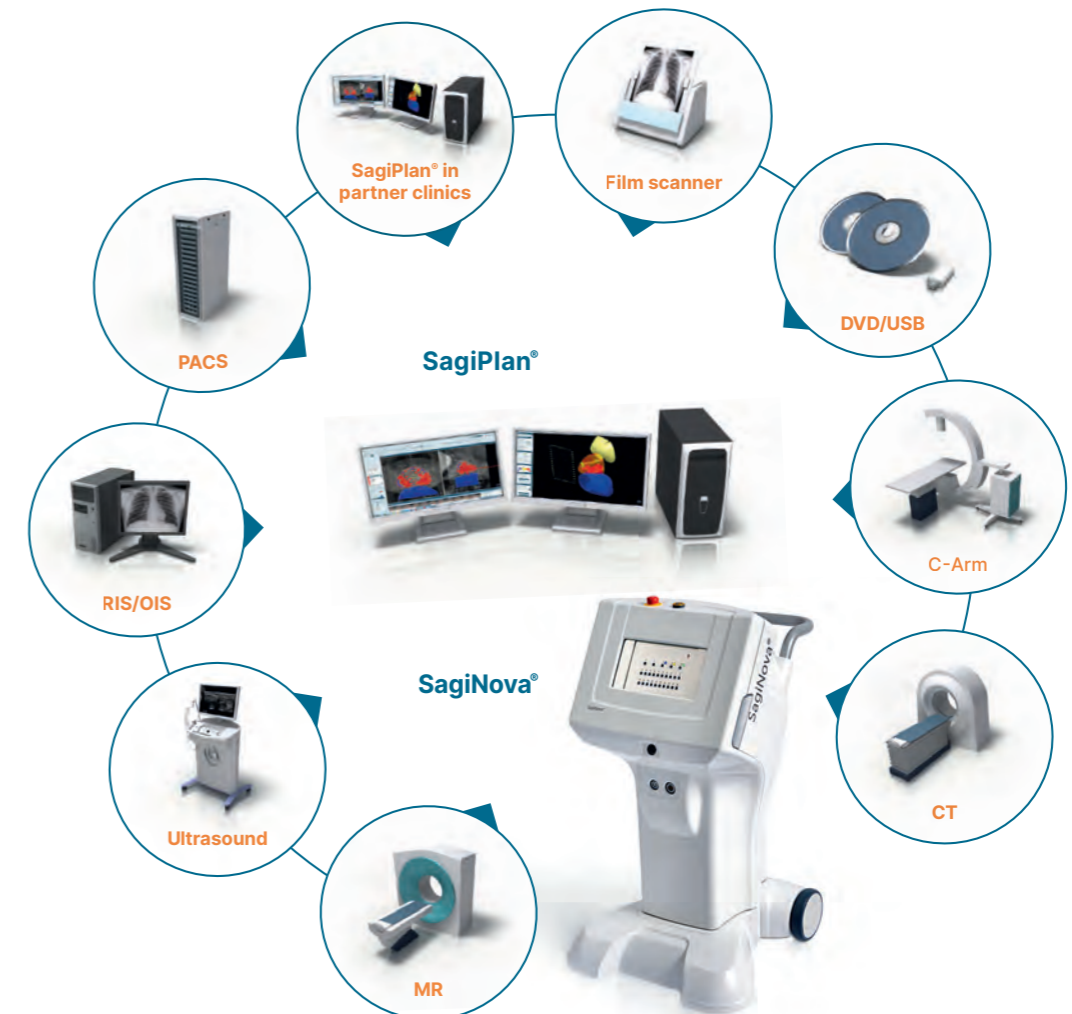 SagiPlan® in
partner clinics
Film scanner
DVD/USB
PACS
SagiPlan®
C-Arm
RIS/OIS
SagiNova®
SagiNova®
CT
Ultrasound
MR